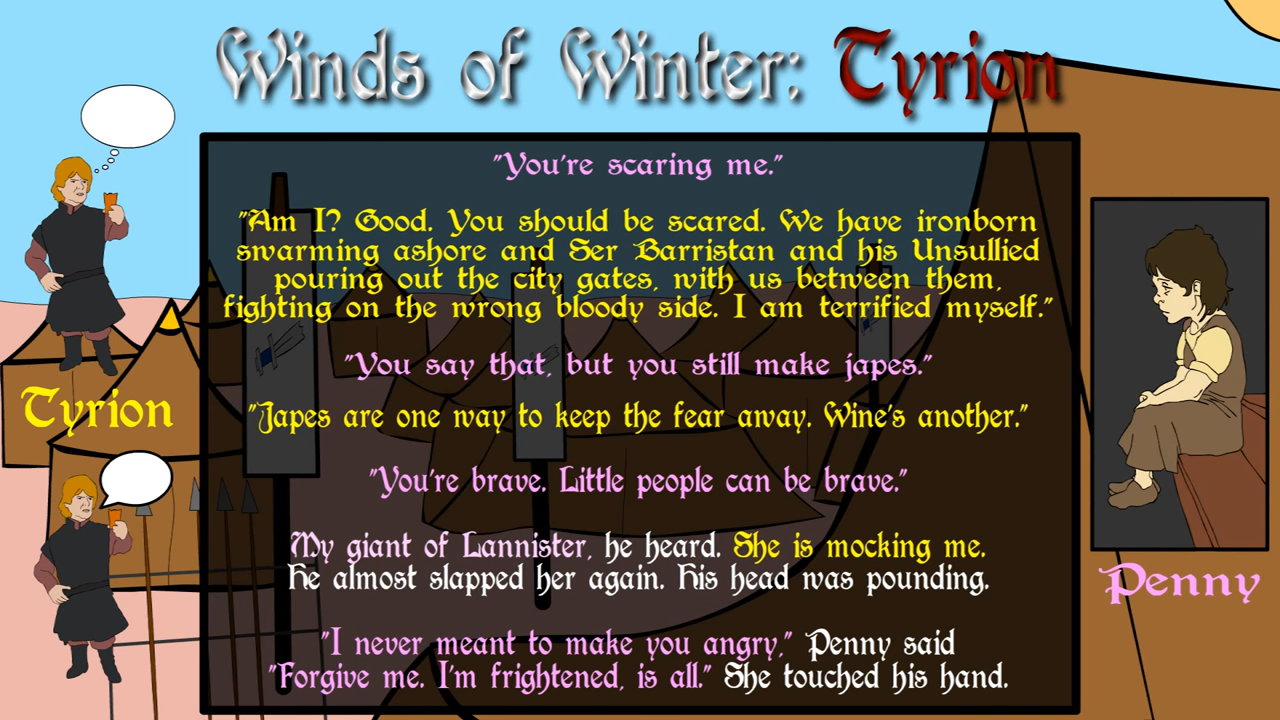 Winds of Winter: Tyrion
"You're scaring me."
"Am I? Good. You should be scared. We have ironborn
swarming ashore and Ser Barristan and his Unsullied
pouring out the city gates, with us between them,
fighting on the wrong bloody side. I am terrified myself."
"You say that, but you still make japes."
"Japes are one way to keep the fear away. Wine's another."
"You're brave. Little people can be brave."
My giant of Lannister, he heard. She is mocking me.
He almost slapped her again. His head was pounding.
"I never meant to make you angry," Penny said
"Forgive me. I'm frightened, is all." She touched his hand.
Tyrion
Penny